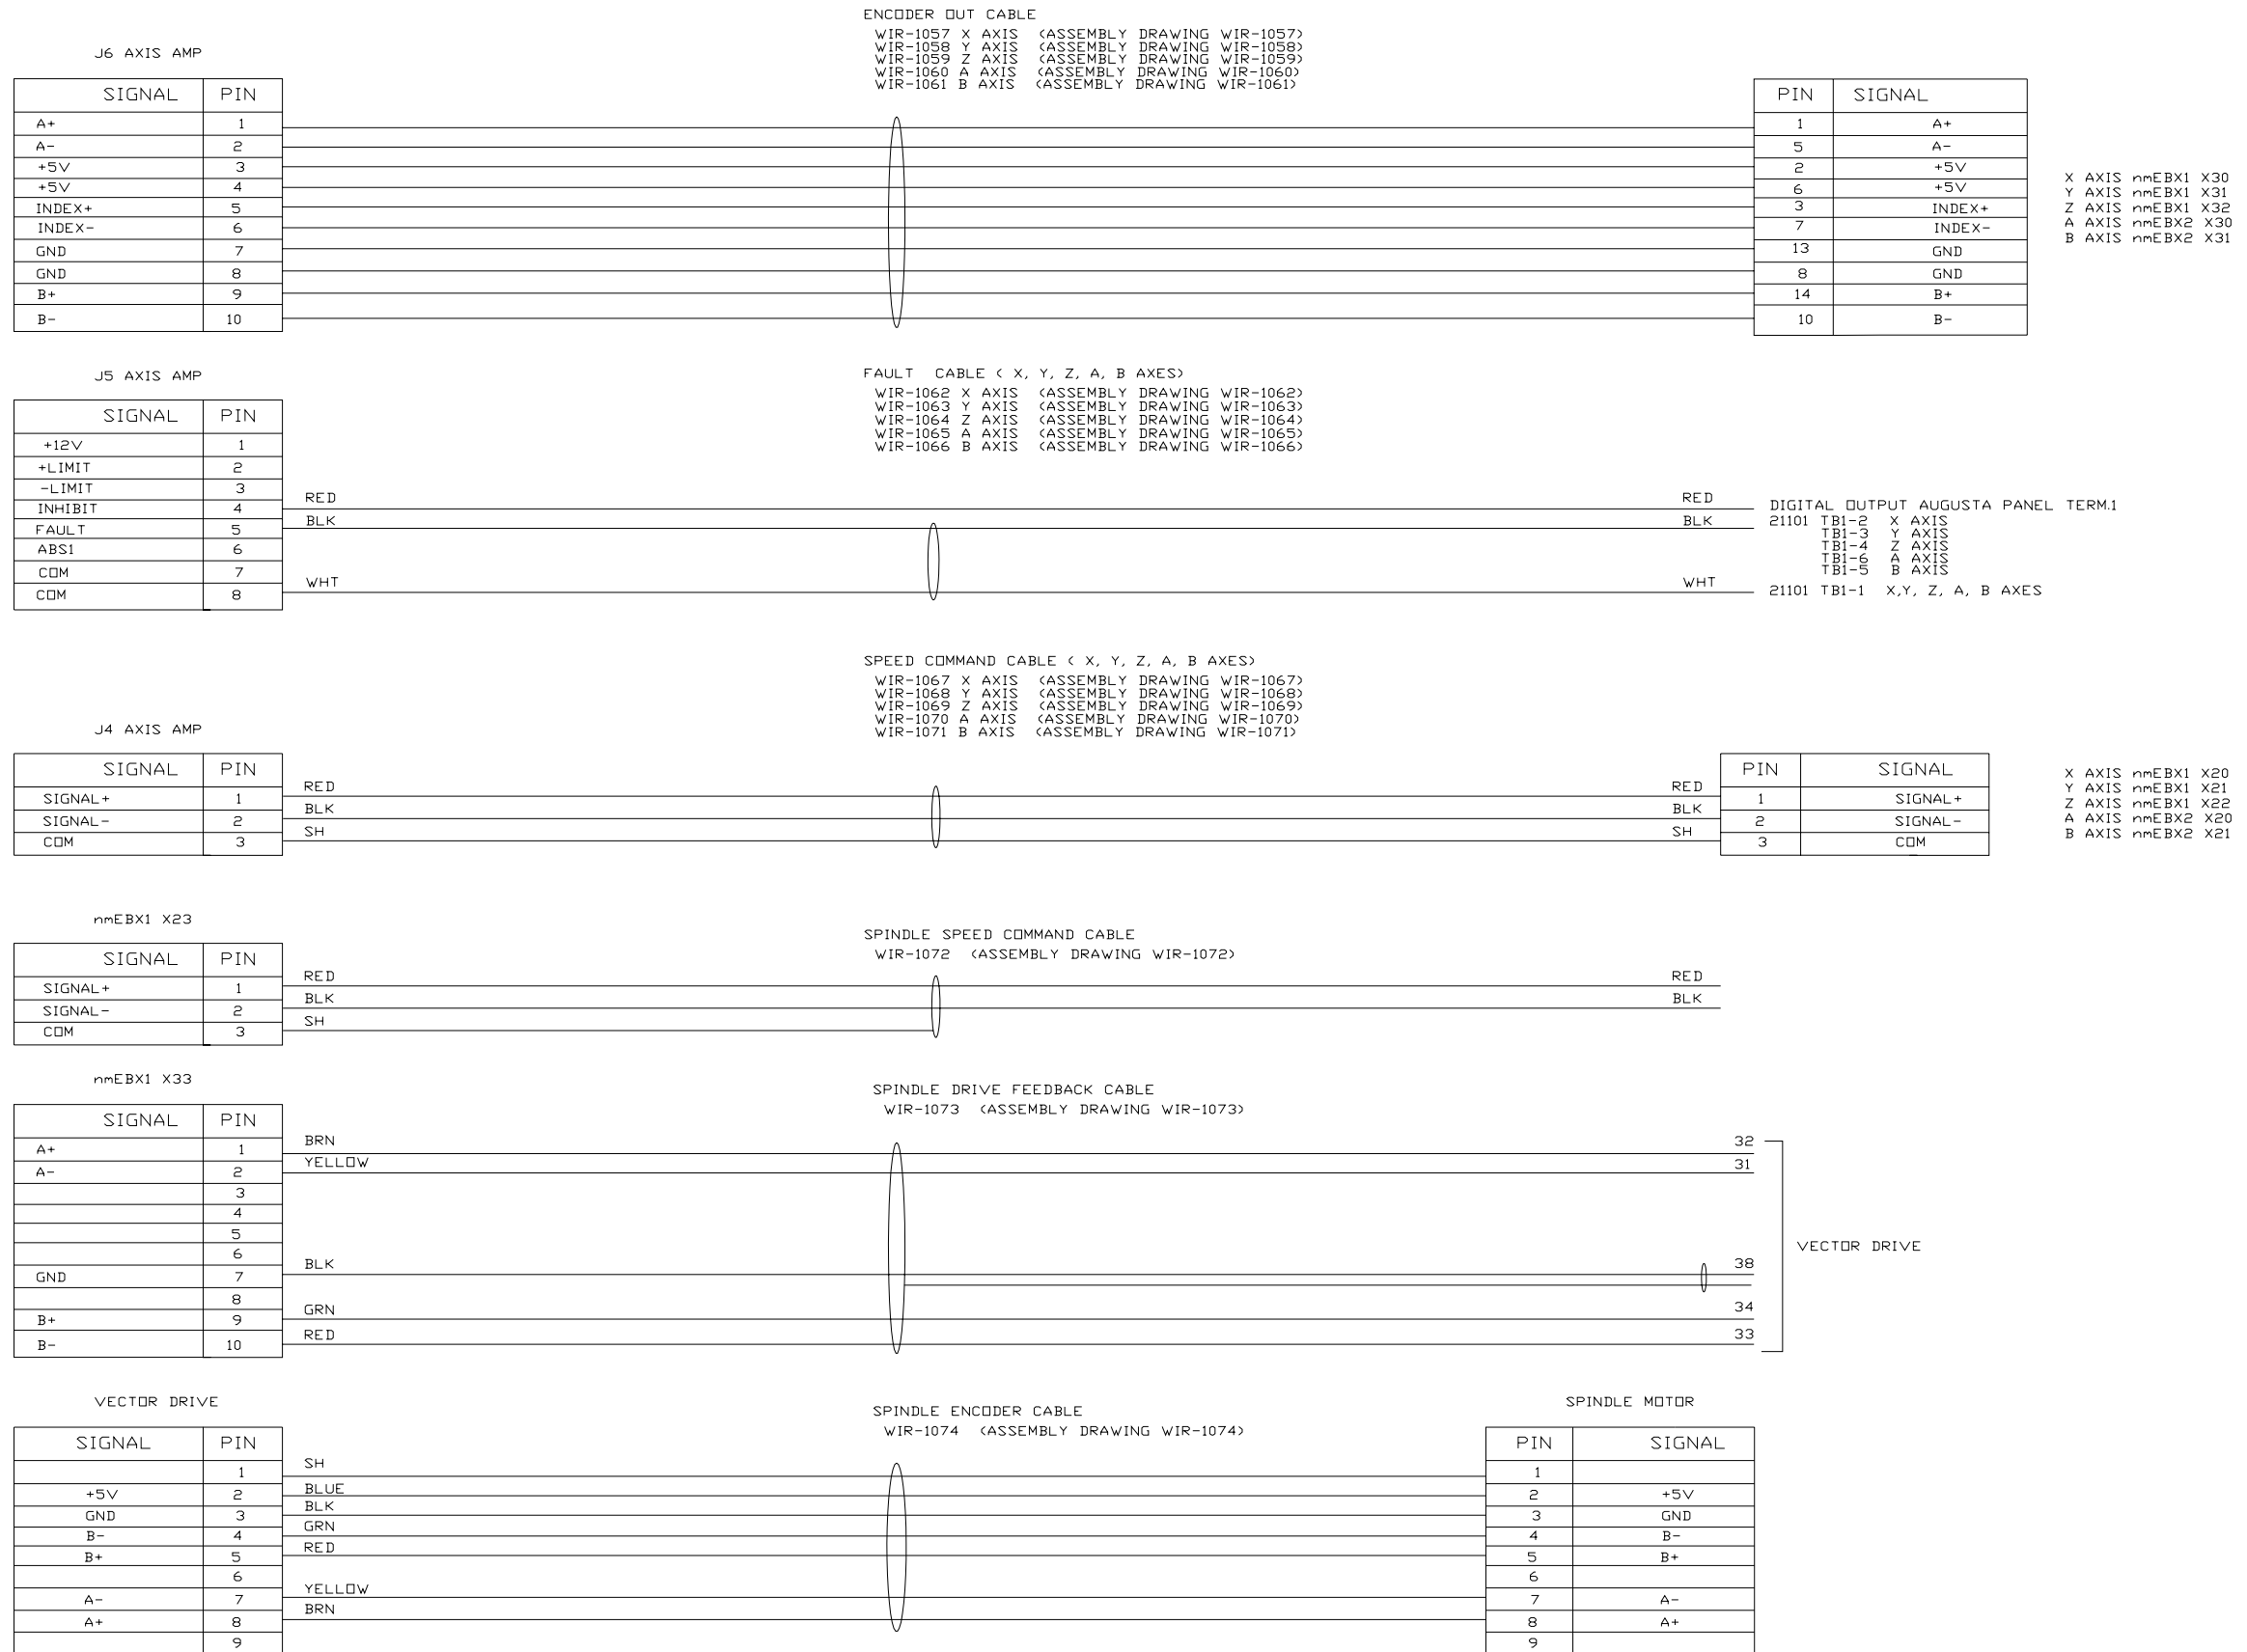 ENCODER OUT CABLE
WIR-1057 X AXIS (ASSEMBLY DRAWING WIR-1057)
WIR-1058 Y AXIS (ASSEMBLY DRAWING WIR-1058)
WIR-1059 Z AXIS (ASSEMBLY DRAWING WIR-1059)
WIR-1060 A AXIS (ASSEMBLY DRAWING WIR-1060)
WIR-1061 B AXIS (ASSEMBLY DRAWING WIR-1061)
J6 AXIS AMP
SIGNAL PIN
A+ 1
A- 2
+5V 3
+5V 4
INDEX+ 5
INDEX- 6
GND 7
GND 8
B+ 9
B- 10
PIN SIGNAL
1 A+
5 A-
2 +5V
6 +5V
3 INDEX+
7 INDEX-
13 GND
8 GND
14 B+
10 B-
X AXIS nmEBX1 X30
Y AXIS nmEBX1 X31
Z AXIS nmEBX1 X32
A AXIS nmEBX2 X30
B AXIS nmEBX2 X31
J5 AXIS AMP
FAULT CABLE ( X, Y, Z, A, B AXES)
WIR-1062 X AXIS (ASSEMBLY DRAWING WIR-1062)
WIR-1063 Y AXIS (ASSEMBLY DRAWING WIR-1063)
WIR-1064 Z AXIS (ASSEMBLY DRAWING WIR-1064)
WIR-1065 A AXIS (ASSEMBLY DRAWING WIR-1065)
WIR-1066 B AXIS (ASSEMBLY DRAWING WIR-1066)
SIGNAL PIN
+12V 1
+LIMIT 2
-LIMIT 3
INHIBIT 4
FAULT 5
ABS1 6
COM 7
COM 8
RED RED
BLK BLK
WHT WHT
DIGITAL OUTPUT AUGUSTA PANEL TERM.1
21101 TB1-2 X AXIS
TB1-3 Y AXIS
TB1-4 Z AXIS
TB1-6 A AXIS
TB1-5 B AXIS
21101 TB1-1 X,Y, Z, A, B AXES
SPEED COMMAND CABLE ( X, Y, Z, A, B AXES)
WIR-1067 X AXIS (ASSEMBLY DRAWING WIR-1067)
WIR-1068 Y AXIS (ASSEMBLY DRAWING WIR-1068)
WIR-1069 Z AXIS (ASSEMBLY DRAWING WIR-1069)
WIR-1070 A AXIS (ASSEMBLY DRAWING WIR-1070)
WIR-1071 B AXIS (ASSEMBLY DRAWING WIR-1071)
J4 AXIS AMP
SIGNAL PIN
SIGNAL+ 1
SIGNAL- 2
COM 3
RED RED
BLK BLK
SH SH
PIN SIGNAL
1 SIGNAL+
2 SIGNAL-
3 COM
X AXIS nmEBX1 X20
Y AXIS nmEBX1 X21
Z AXIS nmEBX1 X22
A AXIS nmEBX2 X20
B AXIS nmEBX2 X21
nmEBX1 X23
SPINDLE SPEED COMMAND CABLE
WIR-1072 (ASSEMBLY DRAWING WIR-1072)
SIGNAL PIN
SIGNAL+ 1
SIGNAL- 2
COM 3
RED RED
BLK BLK
SH
nmEBX1 X33
SPINDLE DRIVE FEEDBACK CABLE
WIR-1073 (ASSEMBLY DRAWING WIR-1073)
SIGNAL PIN
A+ 1
A- 2
3
4
5
6
GND 7
8
B+ 9
B- 10
BRN 32
YELLOW 31
BLK 38
GRN 34
RED 33
VECTOR DRIVE
VECTOR DRIVE
SPINDLE ENCODER CABLE
WIR-1074 (ASSEMBLY DRAWING WIR-1074)
SPINDLE MOTOR
SIGNAL PIN
1
+5V 2
GND 3
B- 4
B+ 5
6
A- 7
A+ 8
9
SH
BLUE
BLK
GRN
RED
YELLOW
BRN
PIN SIGNAL
1
2 +5V
3 GND
4 B-
5 B+
6
7 A-
8 A+
9